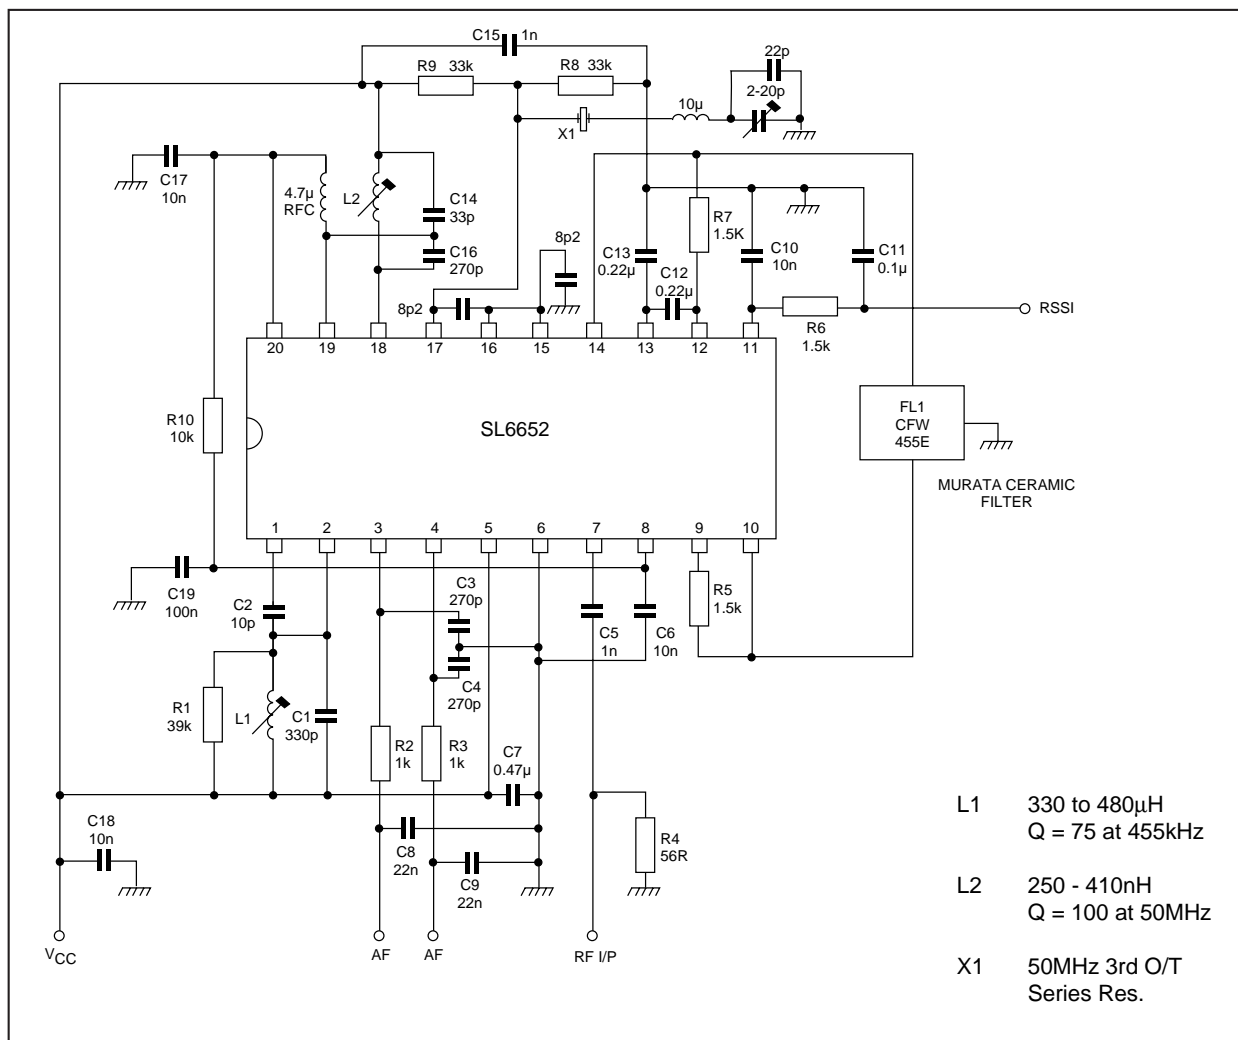 C15 1n
22p
R9 33k
R8 33k
2-20p
10µ
X1
C17
10n
4.7µ
RFC
L2
C14
33p
C16
270p
R7
1.5K
8p2
C13
0.22µ
C12
0.22µ
C10
10n
C11
0.1µ
8p2
RSSI
R6
1.5k
20 19 18 17 16 15 14 13 12 11
R10
10k
SL6652
FL1
CFW
455E
MURATA CERAMIC
FILTER
1 2 3 4 5 6 7 8 9 10
C19
100n
C2
10p
C3
270p
C4
270p
C5
1n
C6
10n
R5
1.5k
R1
39k
L1
C1
330p
R2
1k
R3
1k
C7
0.47µ
C18
10n
C8
22n
C9
22n
R4
56R
VCC
AF
AF
RF I/P
L1 330 to 480µH
Q = 75 at 455kHz
L2 250 - 410nH
Q = 100 at 50MHz
X1 50MHz 3rd O/T
Series Res.